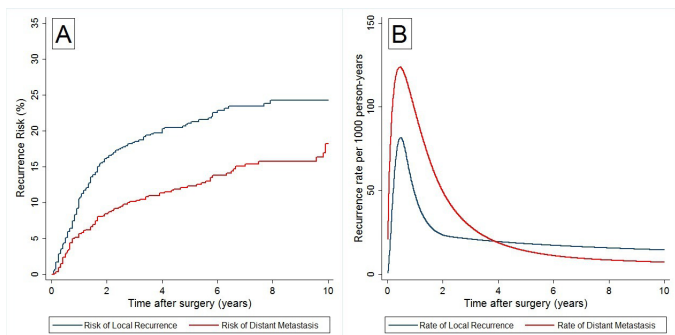 A
Recurrence Risk (%)
35
30
25
20
15
10
5
0
0 2 4 6 8 10
Time after surgery (years)
Risk of Local Recurrence Risk of Distant Metastasis
B
Recurrence rate per 1000 person-years
150
100
50
0
0 2 4 6 8 10
Time after surgery (years)
Rate of Local Recurrence Rate of Distant Metastasis